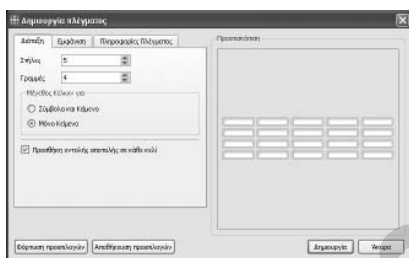 Δημιουργία πλέγματος
Διάταξη Εμφάνιση Πληροφορίες Πλέγματος
Στήλες 5
Γραμμές 4
Μέγεθος Κελιών για
Σύμβολα και Κείμενο
Μόνο Κείμενο
Προσθήκη εντολής αποστολής σε κάθε κελί
Προεπισκόπηση
Φόρτωση προεπιλογών Αποθήκευση προεπιλογών Δημιουργία Άκυρο